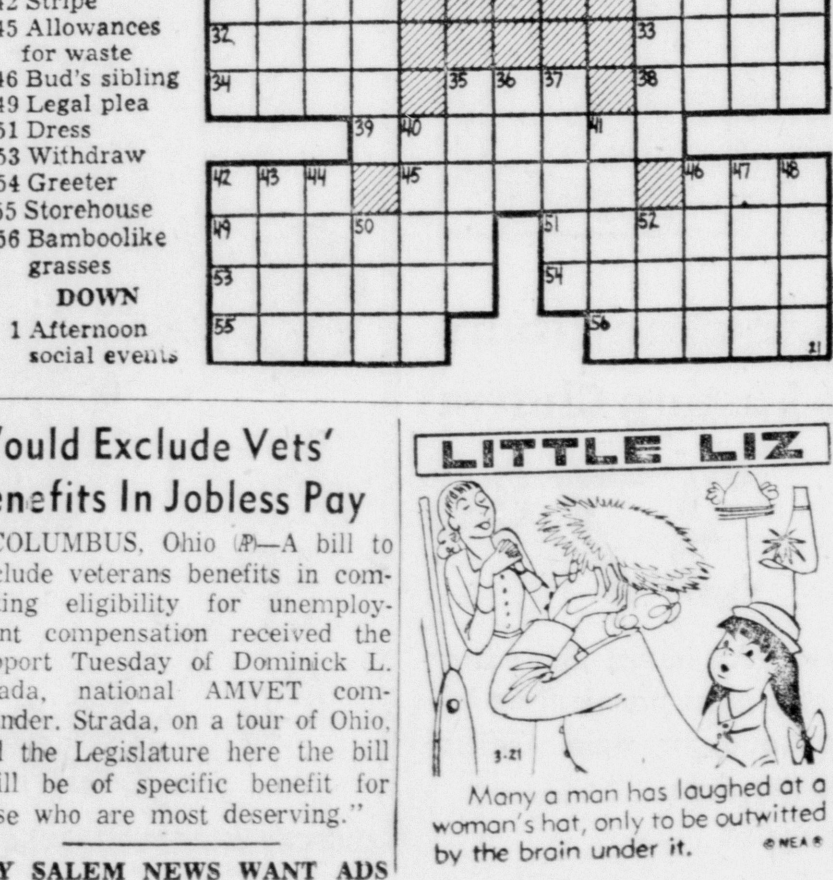 42 Stripe
45 Allowances
for waste
46 Bud's sibling
49 Legal plea
51 Dress
53 Withdraw
54 Greeter
55 Storehouse
56 Bamboolike
grasses
DOWN
1 Afternoon
social events
32 33
34 35 36 37 38
39 40 41
42 43 44 45 46 47 48
49 50 51 52
53 54
55 56
21
ould Exclude Vets'
enefits In Jobless Pay
COLUMBUS, Ohio (AP)—A bill to
clude veterans benefits in com-
ting eligibility for unemploy-
nt compensation received the
pport Tuesday of Dominick L.
ada, national AMVET com-
nder. Strada, on a tour of Ohio,
d the Legislature here the bill
ill be of specific benefit for
se who are most deserving."
Y SALEM NEWS WANT ADS
LITTLE LIZ
3-21
Many a man has laughed at a
woman's hat, only to be outwitted
by the brain under it. © NEA ®